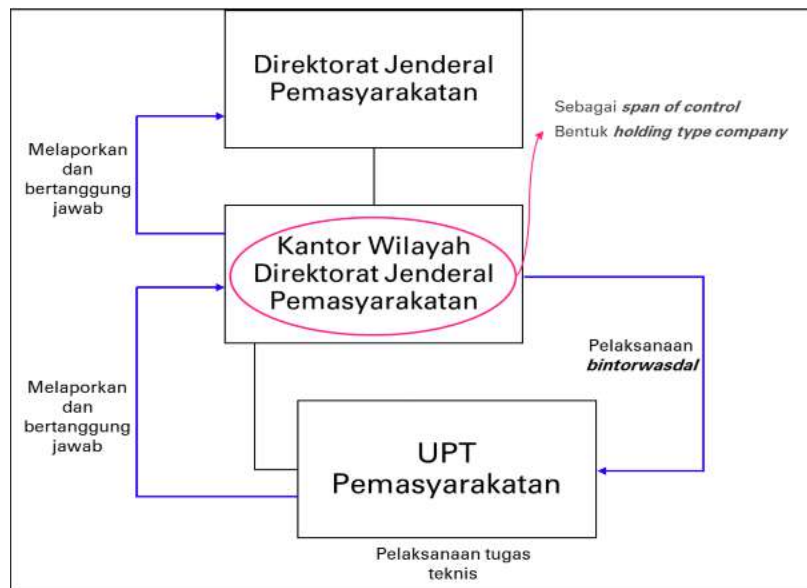 Direktorat Jenderal
Pemasyarakatan
Sebagai span of control
Bentuk holding type company
Melaporkan
dan
bertanggung
jawab
Kantor Wilayah
Direktorat Jenderal
Pemasyarakatan
Pelaksanaan
bintorwasdal
Melaporkan
dan
bertanggung
jawab
UPT
Pemasyarakatan
Pelaksanaan tugas
teknis